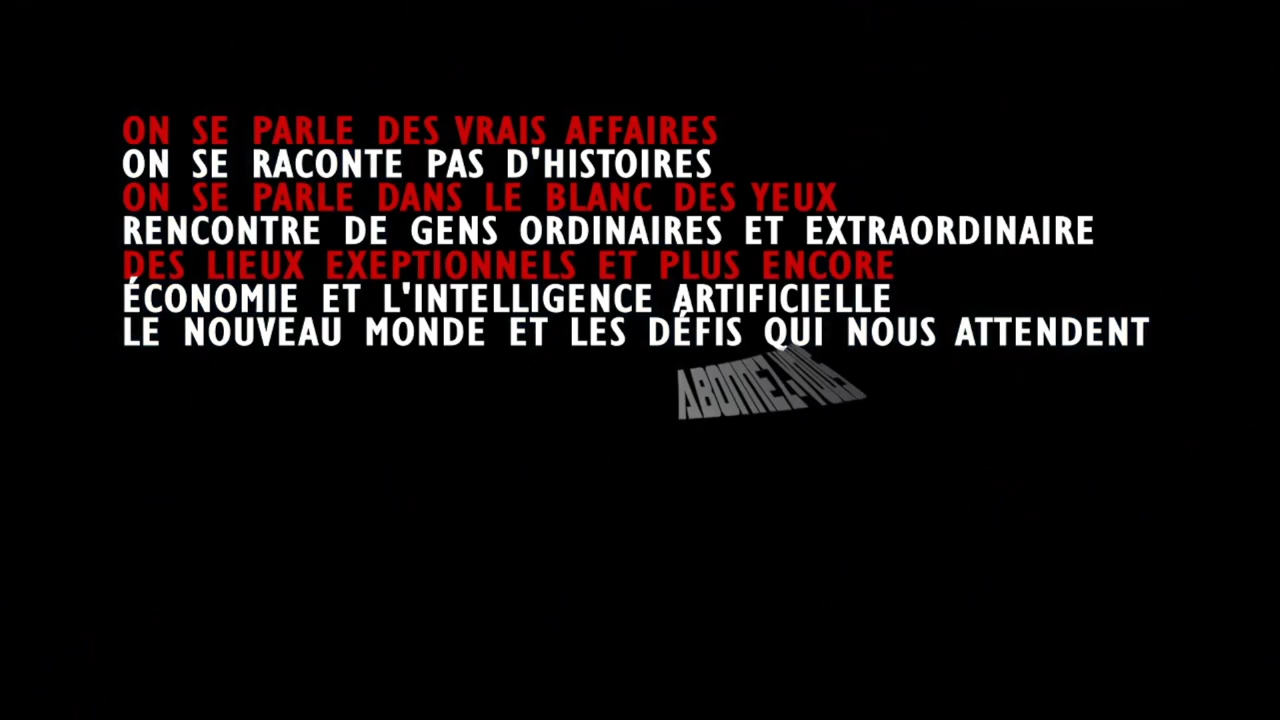 ON SE PARLE DES VRAIS AFFAIRES
ON SE RACONTE PAS D'HISTOIRES
ON SE PARLE DANS LE BLANC DES YEUX
RENCONTRE DE GENS ORDINAIRES ET EXTRAORDINAIRE
DES LIEUX EXEPTIONNELS ET PLUS ENCORE
ÉCONOMIE ET L'INTELLIGENCE ARTIFICIELLE
LE NOUVEAU MONDE ET LES DÉFIS QUI NOUS ATTENDENT
ABONNEZ-VOUS